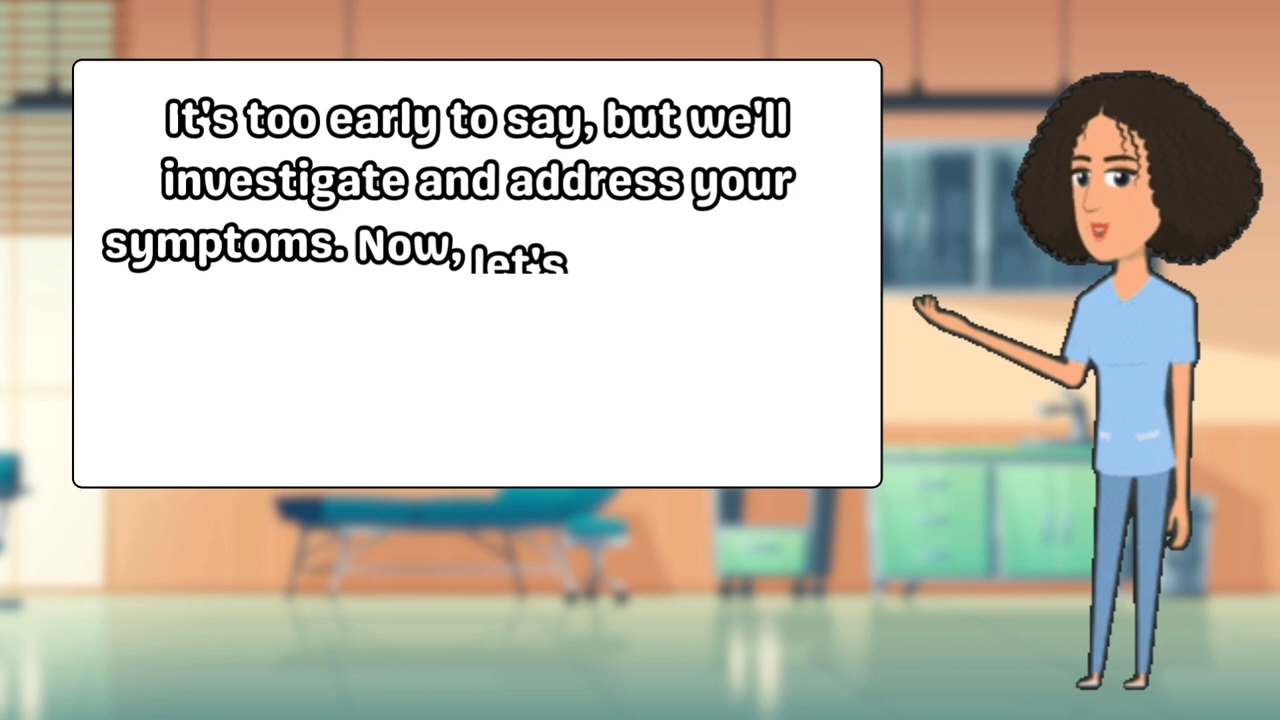 It's too early to say, but we'll
investigate and address your
symptoms. Now, let's